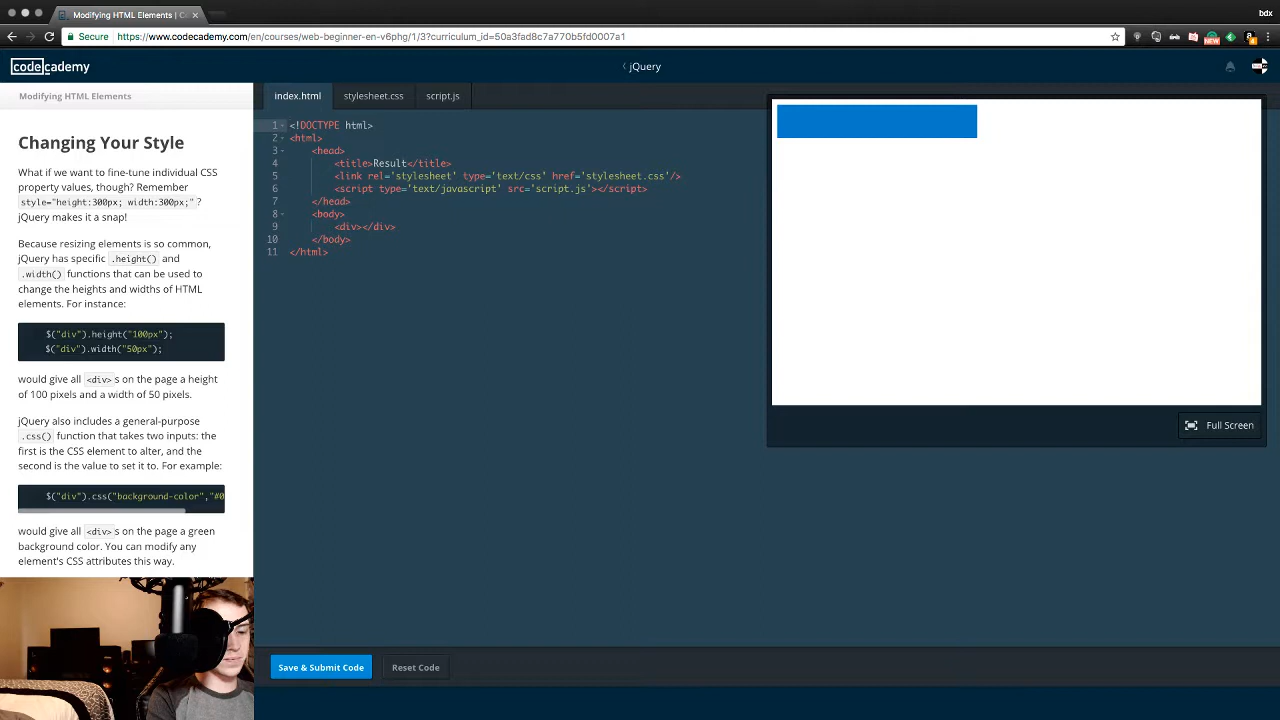 Modifying HTML Elements | C
bdx
Secure
https://www.codecademy.com/en/courses/web-beginner-en-v6phg/1/3?curriculum_id=50a3fad8c7a770b5fd0007a1
codecademy
jQuery
Modifying HTML Elements
index.html
stylesheet.css
script.js
Changing Your Style
What if we want to fine-tune individual CSS
property values, though? Remember
style="height:300px; width:300px;"?
jQuery makes it a snap!
Because resizing elements is so common,
jQuery has specific .height() and
.width() functions that can be used to
change the heights and widths of HTML
elements. For instance:
$("div").height("100px");
$("div").width("50px");
would give all <div>s on the page a height
of 100 pixels and a width of 50 pixels.
jQuery also includes a general-purpose
.css() function that takes two inputs: the
first is the CSS element to alter, and the
second is the value to set it to. For example:
$("div").css("background-color","#0
would give all <div>s on the page a green
background color. You can modify any
element's CSS attributes this way.
1 <!DOCTYPE html>
2 <html>
3 <head>
4 <title>Result</title>
5 <link rel='stylesheet' type='text/css' href='stylesheet.css'/>
6 <script type='text/javascript' src='script.js'></script>
7 </head>
8 <body>
9 <div></div>
10 </body>
11 </html>
Full Screen
Save & Submit Code
Reset Code